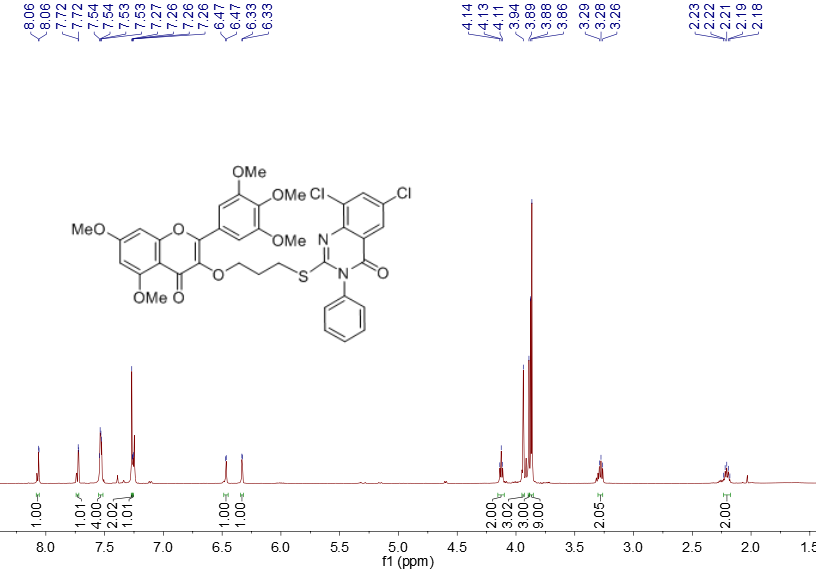 8.06 8.06 7.72 7.72 7.54 7.54 7.53 7.53 7.27 7.26 7.26 7.26 6.47 6.47 6.33 6.33 4.14 4.13 4.11 3.94 3.89 3.88 3.86 3.29 3.28 3.26 2.23 2.22 2.21 2.19 2.18
OMe
Cl Cl
OMe
MeO O OMe N
O S N O
OMe O
1.00 1.01 4.00 2.02 1.01 1.00 1.00 2.00 3.02 3.00 9.00 2.05 2.00
8.0 7.5 7.0 6.5 6.0 5.5 5.0 4.5 4.0 3.5 3.0 2.5 2.0 1.5
f1 (ppm)